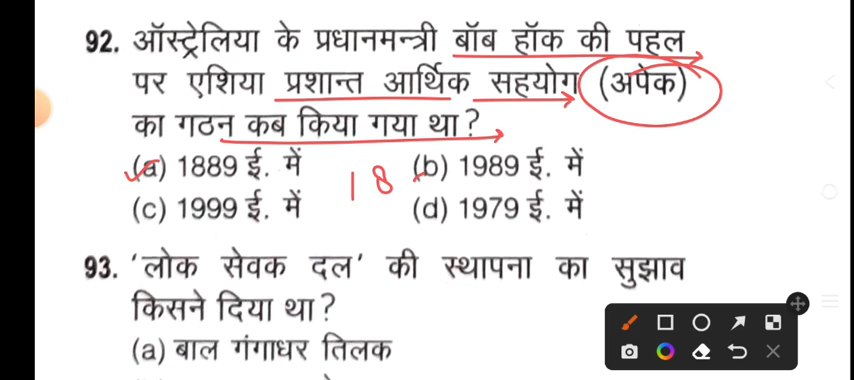 92. ऑस्ट्रेलिया के प्रधानमन्त्री बॉब हॉक की पहल
पर एशिया प्रशान्त आर्थिक सहयोग (अपेक)
का गठन कब किया गया था?
(a) 1889 ई. में (b) 1989 ई. में
18
(c) 1999 ई. में (d) 1979 ई. में
93. 'लोक सेवक दल' की स्थापना का सुझाव
किसने दिया था?
(a) बाल गंगाधर तिलक